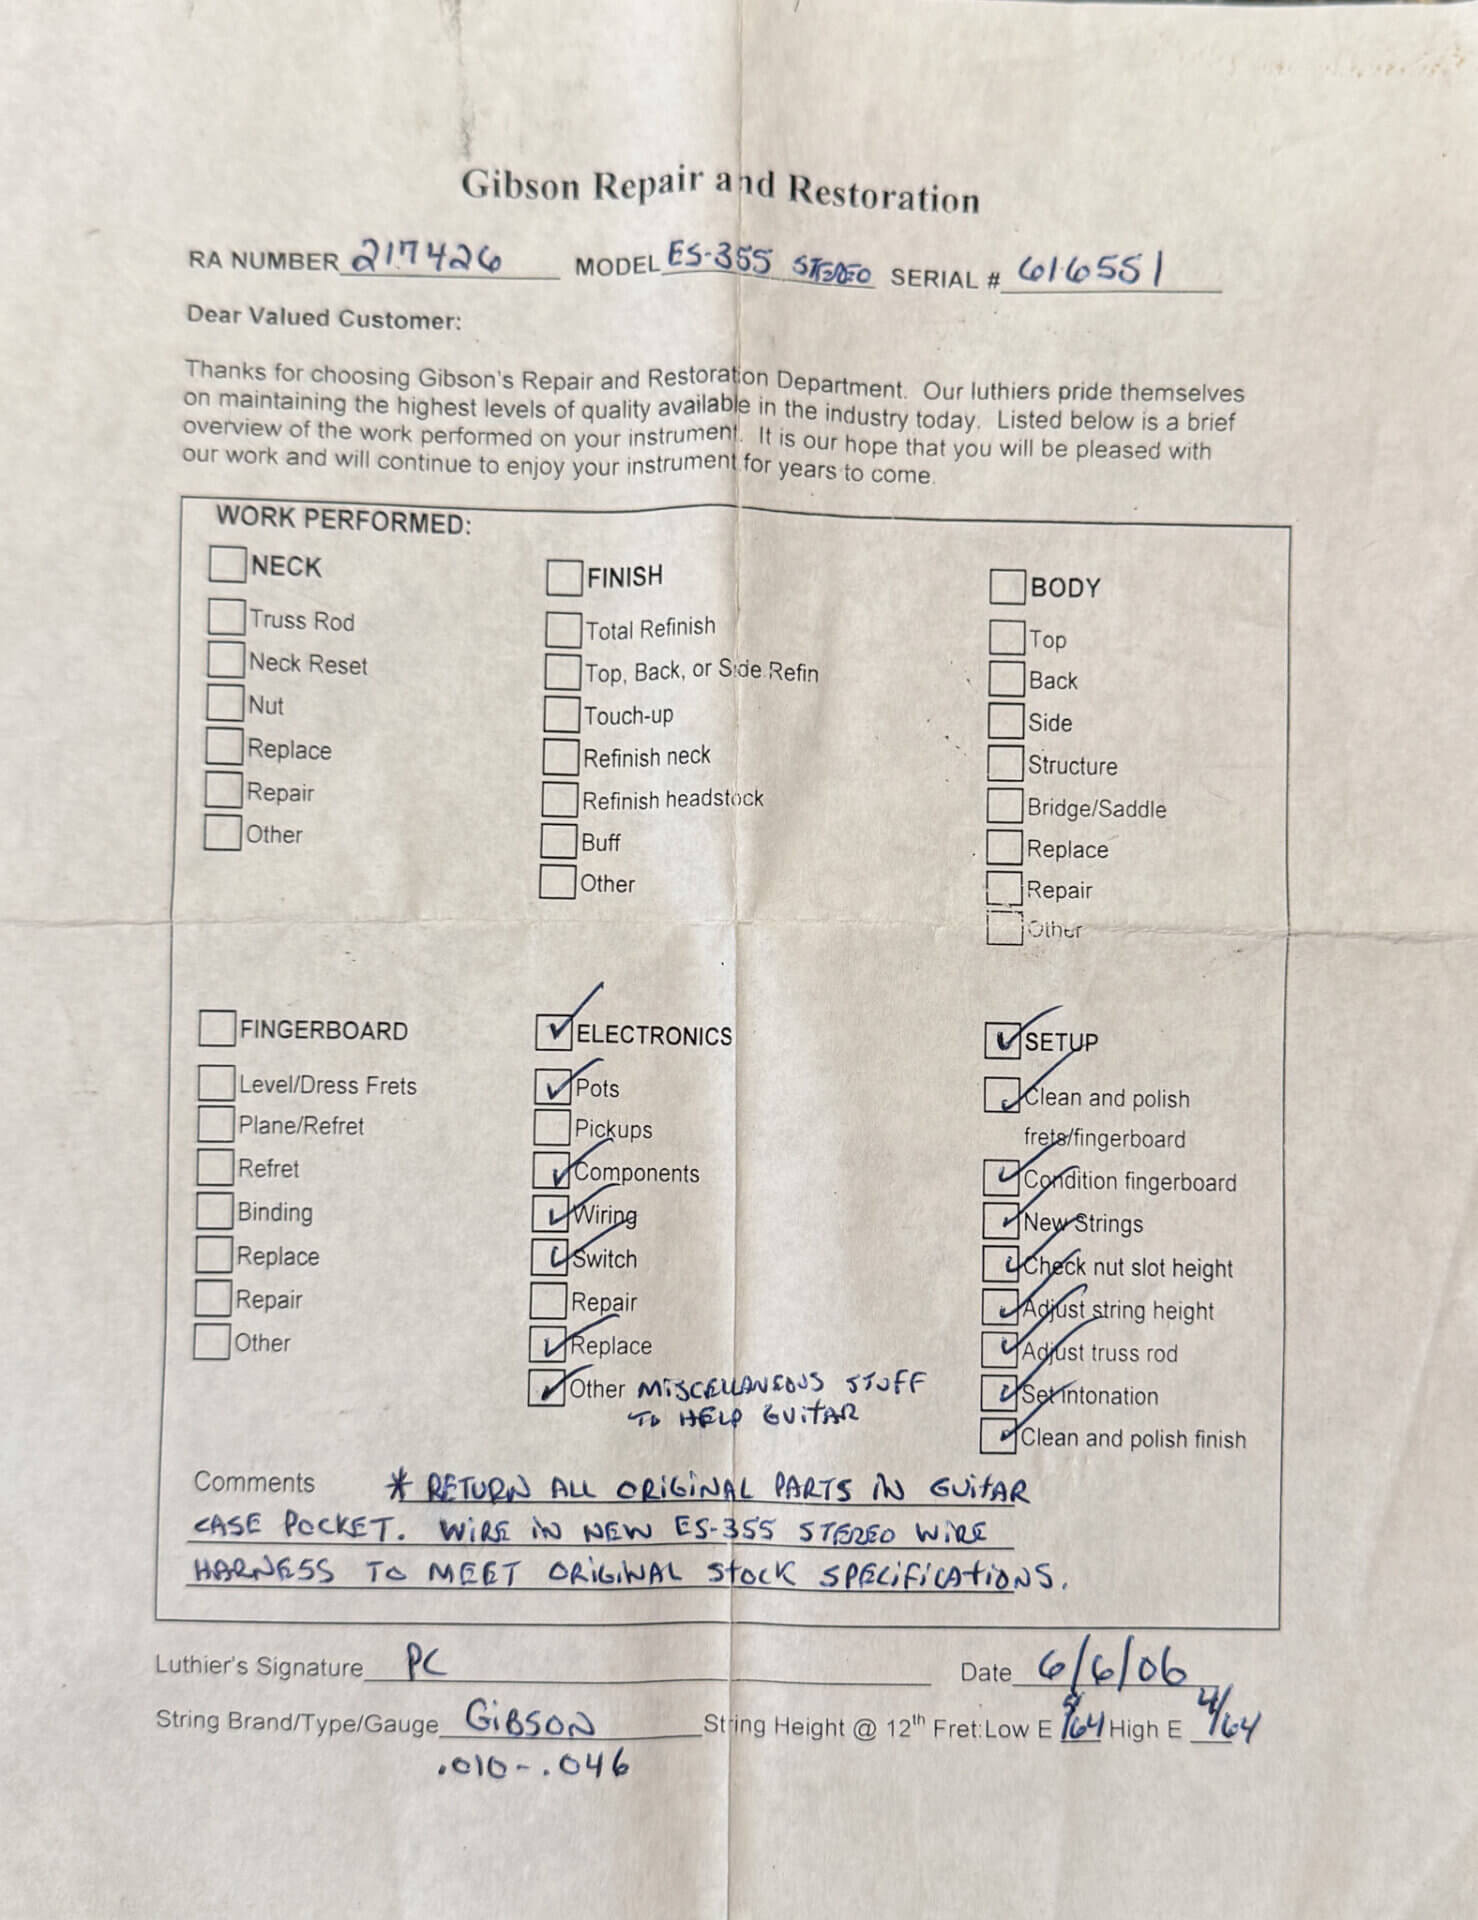 Gibson Repair and Restoration
RA NUMBER 217426 MODEL ES-355 STEREO SERIAL # 616551
Dear Valued Customer:
Thanks for choosing Gibson's Repair and Restoration Department. Our luthiers pride themselves
on maintaining the highest levels of quality available in the industry today. Listed below is a brief
overview of the work performed on your instrument. It is our hope that you will be pleased with
our work and will continue to enjoy your instrument for years to come.
WORK PERFORMED:
NECK
Truss Rod
Neck Reset
Nut
Replace
Repair
Other
FINISH
Total Refinish
Top, Back, or Side Refin
Touch-up
Refinish neck
Refinish headstock
Buff
Other
BODY
Top
Back
Side
Structure
Bridge/Saddle
Replace
Repair
Other
FINGERBOARD
Level/Dress Frets
Plane/Refret
Refret
Binding
Replace
Repair
Other
✓ ELECTRONICS
✓ Pots
Pickups
✓ Components
✓ Wiring
✓ Switch
Repair
✓ Replace
✓ Other MISCELLANEOUS STUFF
TO HELP GUITAR
✓ SETUP
✓ Clean and polish
frets/fingerboard
✓ Condition fingerboard
✓ New Strings
✓ Check nut slot height
✓ Adjust string height
✓ Adjust truss rod
✓ Set intonation
✓ Clean and polish finish
Comments * RETURN ALL ORIGINAL PARTS IN GUITAR
CASE POCKET. WIRE IN NEW ES-355 STEREO WIRE
HARNESS TO MEET ORIGINAL STOCK SPECIFICATIONS.
Luthier's Signature PC Date 6/6/06
String Brand/Type/Gauge GIBSON String Height @ 12th Fret: Low E /64 High E 4/64
.010-.046